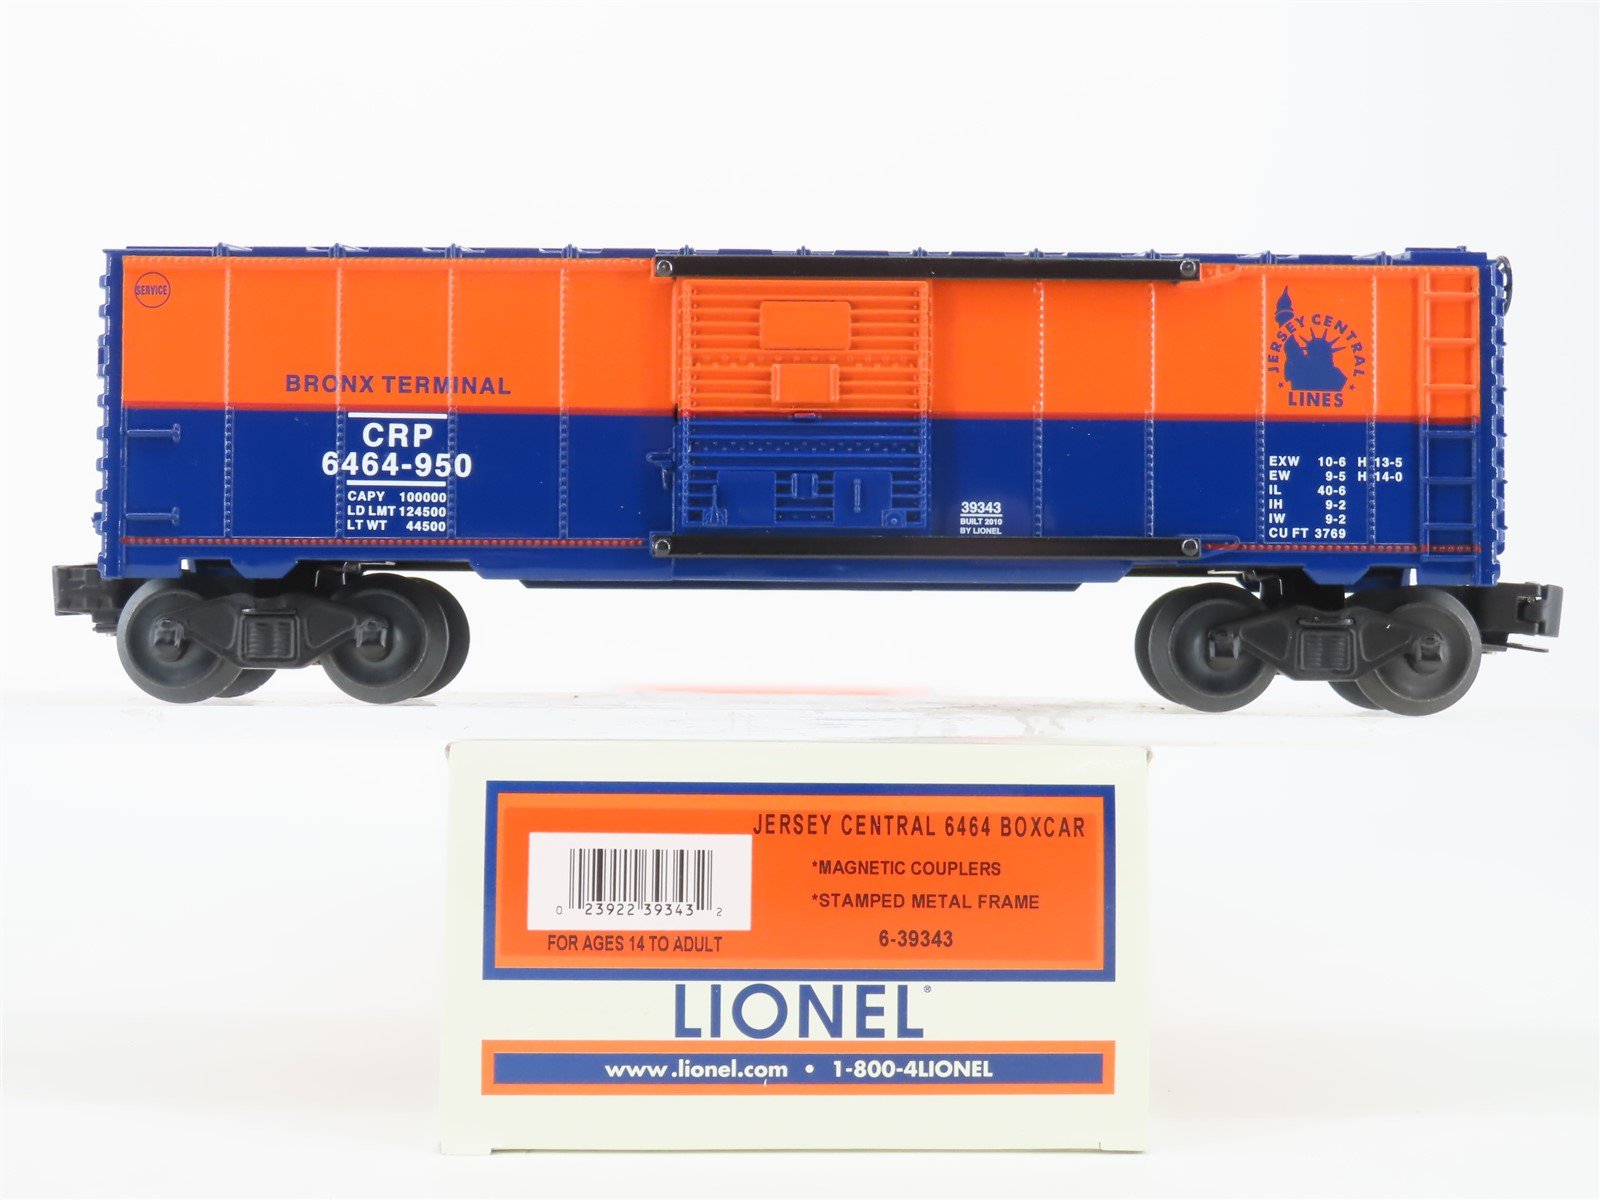 SERVICE
BRONX TERMINAL
CRP
6464-950
CAPY 100000
LD LMT 124500
LT WT 44500
39343
BUILT 2010
BY LIONEL
JERSEY CENTRAL
LINES
EXW 10-6 H 13-5
EW 9-5 H 14-0
IL 40-6
IH 9-2
IW 9-2
CU FT 3769
JERSEY CENTRAL 6464 BOXCAR
*MAGNETIC COUPLERS
*STAMPED METAL FRAME
0 23922 39343 2
FOR AGES 14 TO ADULT
6-39343
LIONEL®
www.lionel.com • 1-800-4LIONEL